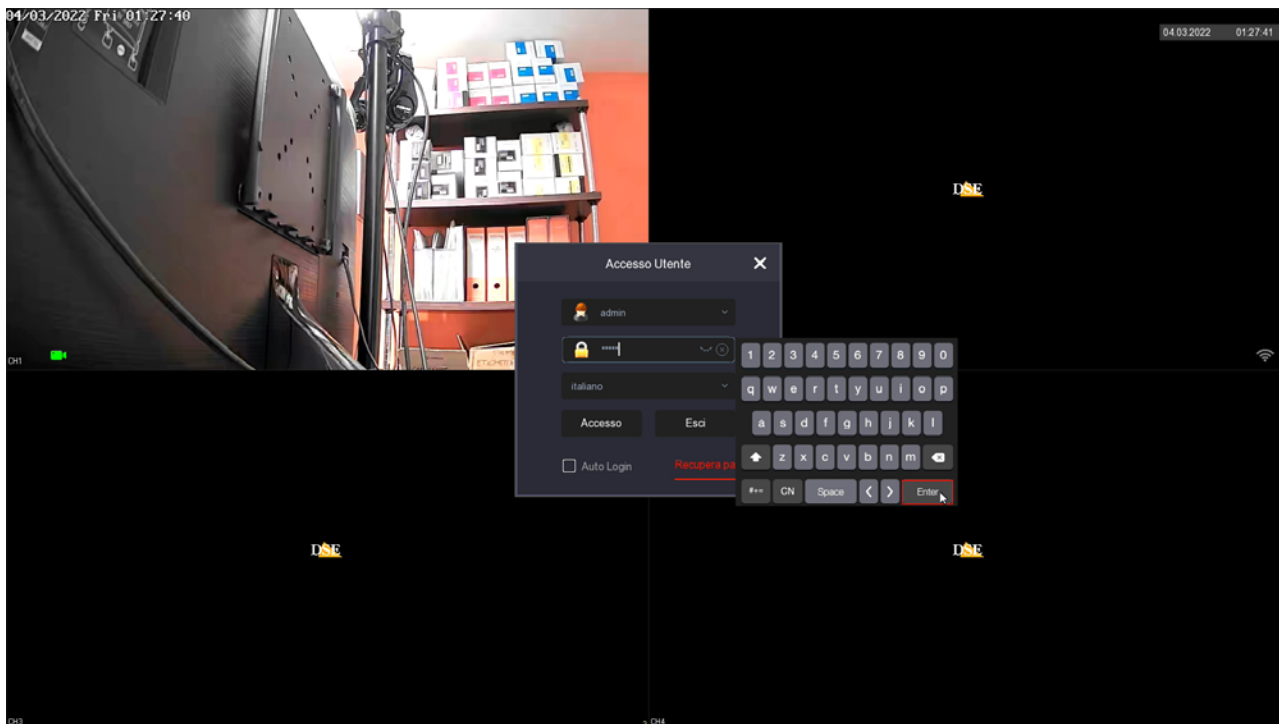 04/03/2022 Fri 01:27:40
04.03.2022 01:27:41
DSE
CH1
Accesso Utente
admin
*****
italiano
Accesso Esci
Auto Login Recupera pa
1 2 3 4 5 6 7 8 9 0
q w e r t y u i o p
a s d f g h j k l
z x c v b n m
#+= CN Space Enter
DSE
DSE
CH3
CH4